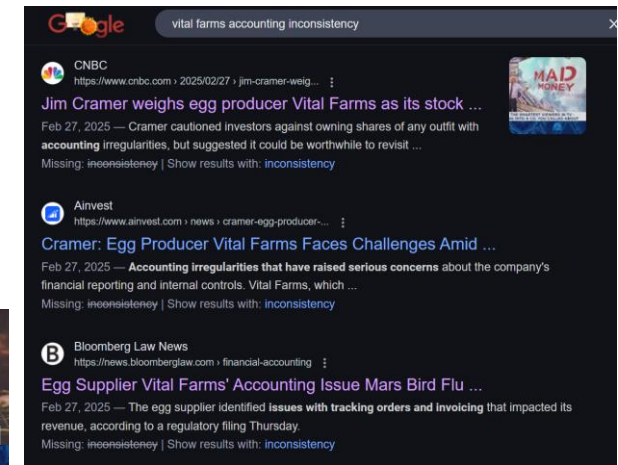 Google
vital farms accounting inconsistency
CNBC
https://www.cnbc.com › 2025/02/27 › jim-cramer-weig...
Jim Cramer weighs egg producer Vital Farms as its stock ...
Feb 27, 2025 — Cramer cautioned investors against owning shares of any outfit with
accounting irregularities, but suggested it could be worthwhile to revisit ...
Missing: inconsistency | Show results with: inconsistency
MAD
MONEY
Ainvest
https://www.ainvest.com › news › cramer-egg-producer-...
Cramer: Egg Producer Vital Farms Faces Challenges Amid ...
Feb 27, 2025 — Accounting irregularities that have raised serious concerns about the company's
financial reporting and internal controls. Vital Farms, which ...
Missing: inconsistency | Show results with: inconsistency
B
Bloomberg Law News
https://news.bloomberglaw.com › financial-accounting
Egg Supplier Vital Farms' Accounting Issue Mars Bird Flu ...
Feb 27, 2025 — The egg supplier identified issues with tracking orders and invoicing that impacted its
revenue, according to a regulatory filing Thursday.
Missing: inconsistency | Show results with: inconsistency